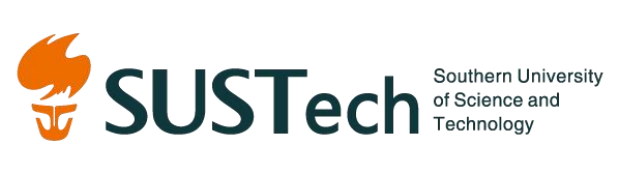 SUSTech
Southern University
of Science and
Technology